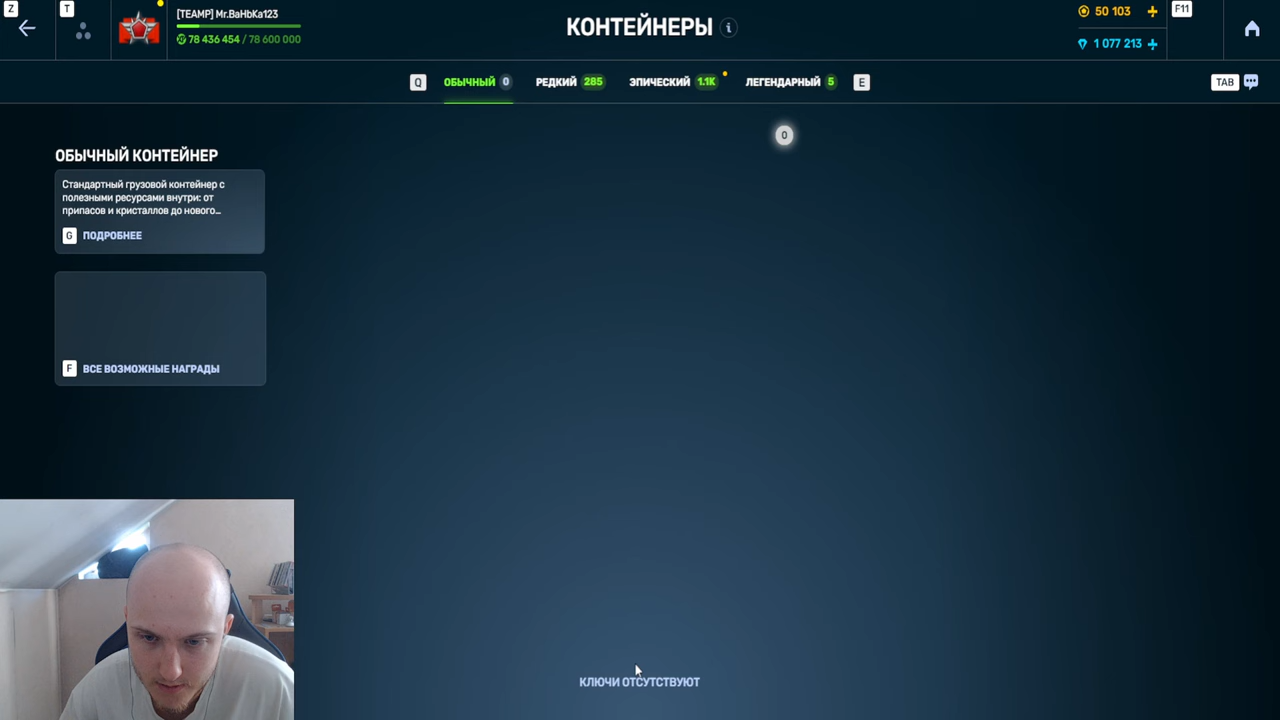 Z
T
[TEAMP] Mr.BaHbKa123
78 436 454 / 78 600 000
КОНТЕЙНЕРЫ i
50 103 +
1 077 213 +
F11
Q ОБЫЧНЫЙ 0 РЕДКИЙ 285 ЭПИЧЕСКИЙ 1.1K ЛЕГЕНДАРНЫЙ 5 E
TAB
0
ОБЫЧНЫЙ КОНТЕЙНЕР
Стандартный грузовой контейнер с
полезными ресурсами внутри: от
припасов и кристаллов до нового...
G ПОДРОБНЕЕ
F ВСЕ ВОЗМОЖНЫЕ НАГРАДЫ
КЛЮЧИ ОТСУТСТВУЮТ